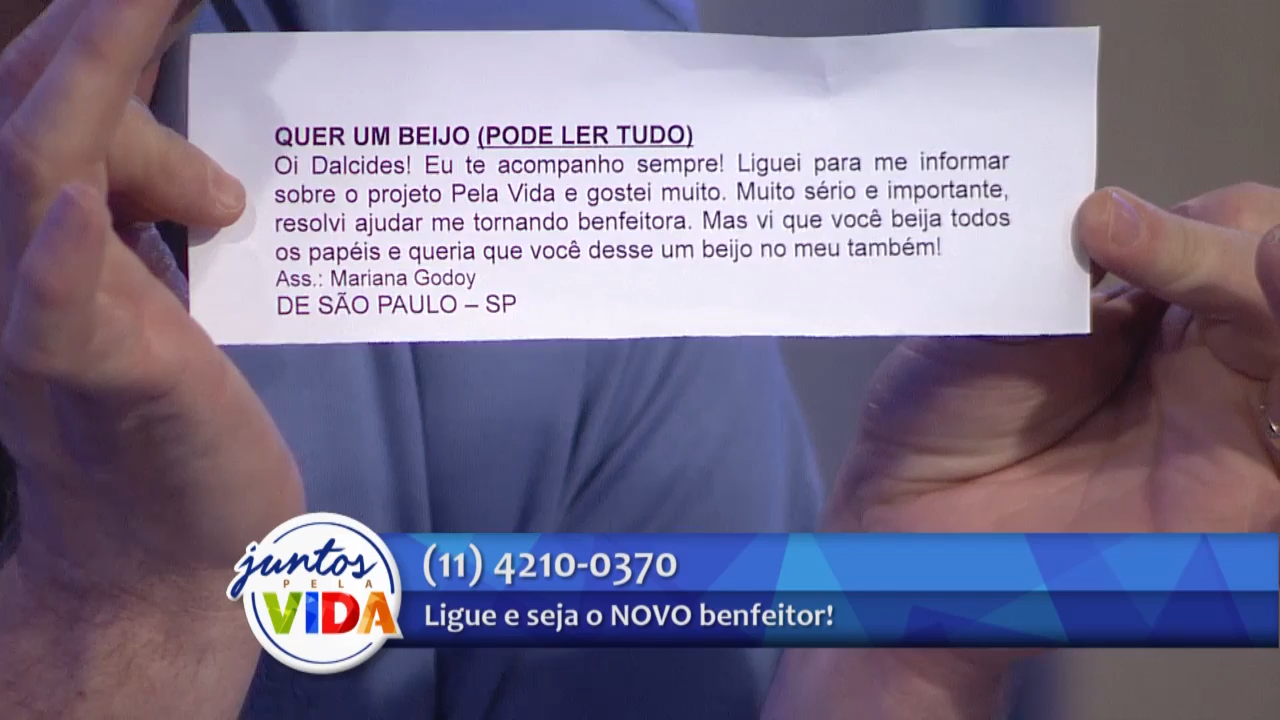 QUER UM BEIJO (PODE LER TUDO)
Oi Dalcides! Eu te acompanho sempre! Liguei para me informar
sobre o projeto Pela Vida e gostei muito. Muito sério e importante,
resolvi ajudar me tornando benfeitora. Mas vi que você beija todos
os papéis e queria que você desse um beijo no meu também!
Ass.: Mariana Godoy
DE SÃO PAULO – SP
juntos
PELA
VIDA
(11) 4210-0370
Ligue e seja o NOVO benfeitor!